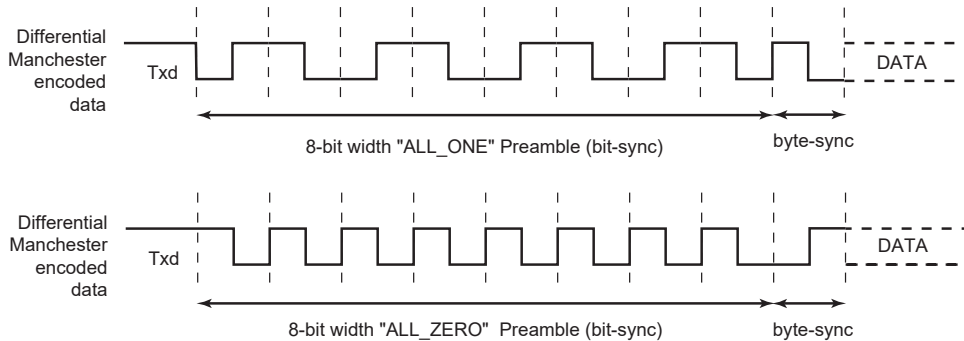 Differential
Manchester
encoded
data
Txd
DATA
8-bit width "ALL_ONE" Preamble (bit-sync)
byte-sync
Differential
Manchester
encoded
data
Txd
DATA
8-bit width "ALL_ZERO" Preamble (bit-sync)
byte-sync